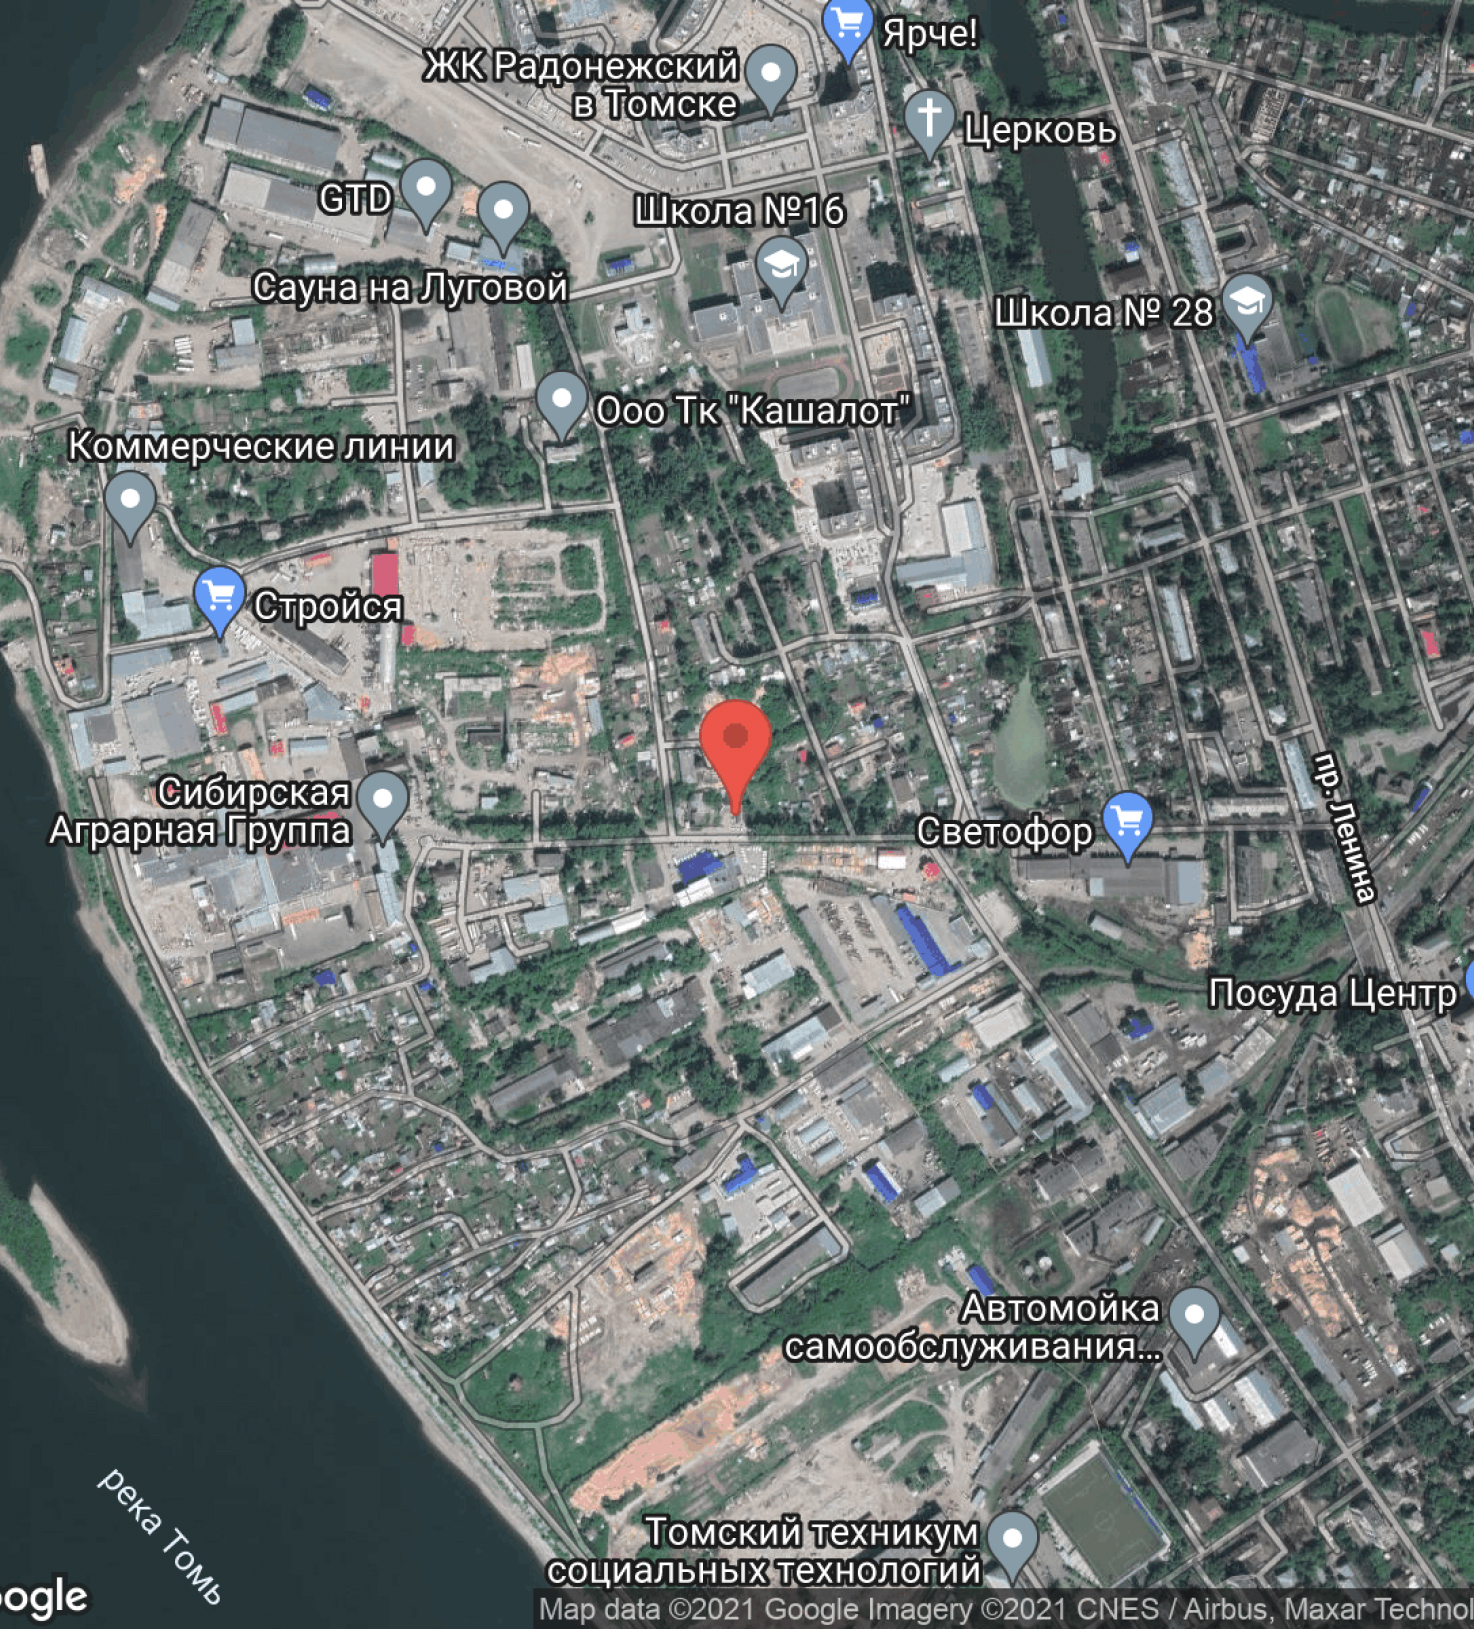 Ярче!
ЖК Радонежский
в Томске
Церковь
GTD
Школа №16
Сауна на Луговой
Школа № 28
Ооо Тк "Кашалот"
Коммерческие линии
Стройся
Сибирская
Аграрная Группа
Светофор
пр. Ленина
Посуда Центр
Автомойка
самообслуживания...
река Томь
Томский техникум
социальных технологий
oogle
Map data ©2021 Google Imagery ©2021 CNES / Airbus, Maxar Technol